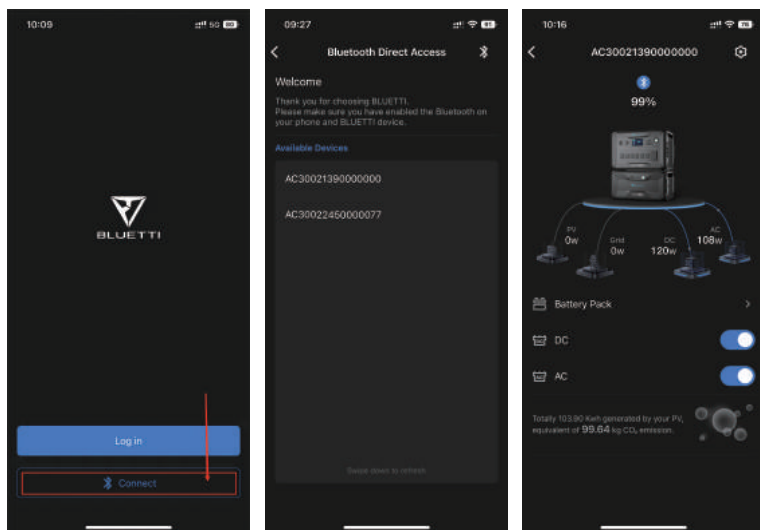 10:09
5G 80
BLUETTI
Log in
Connect
09:27
Bluetooth Direct Access
Welcome
Thank you for choosing BLUETTI.
Please make sure you have enabled the Bluetooth on
your phone and BLUETTI device.
Available Devices
AC30021390000000
AC30022450000077
Swipe down to refresh
10:16
76
AC30021390000000
99%
PV
0w
Grid
0w
DC
120w
AC
108w
Battery Pack
DC
AC
Totally 103.90 Kwh generated by your PV,
equivalent of 99.64 kg CO₂ emission.